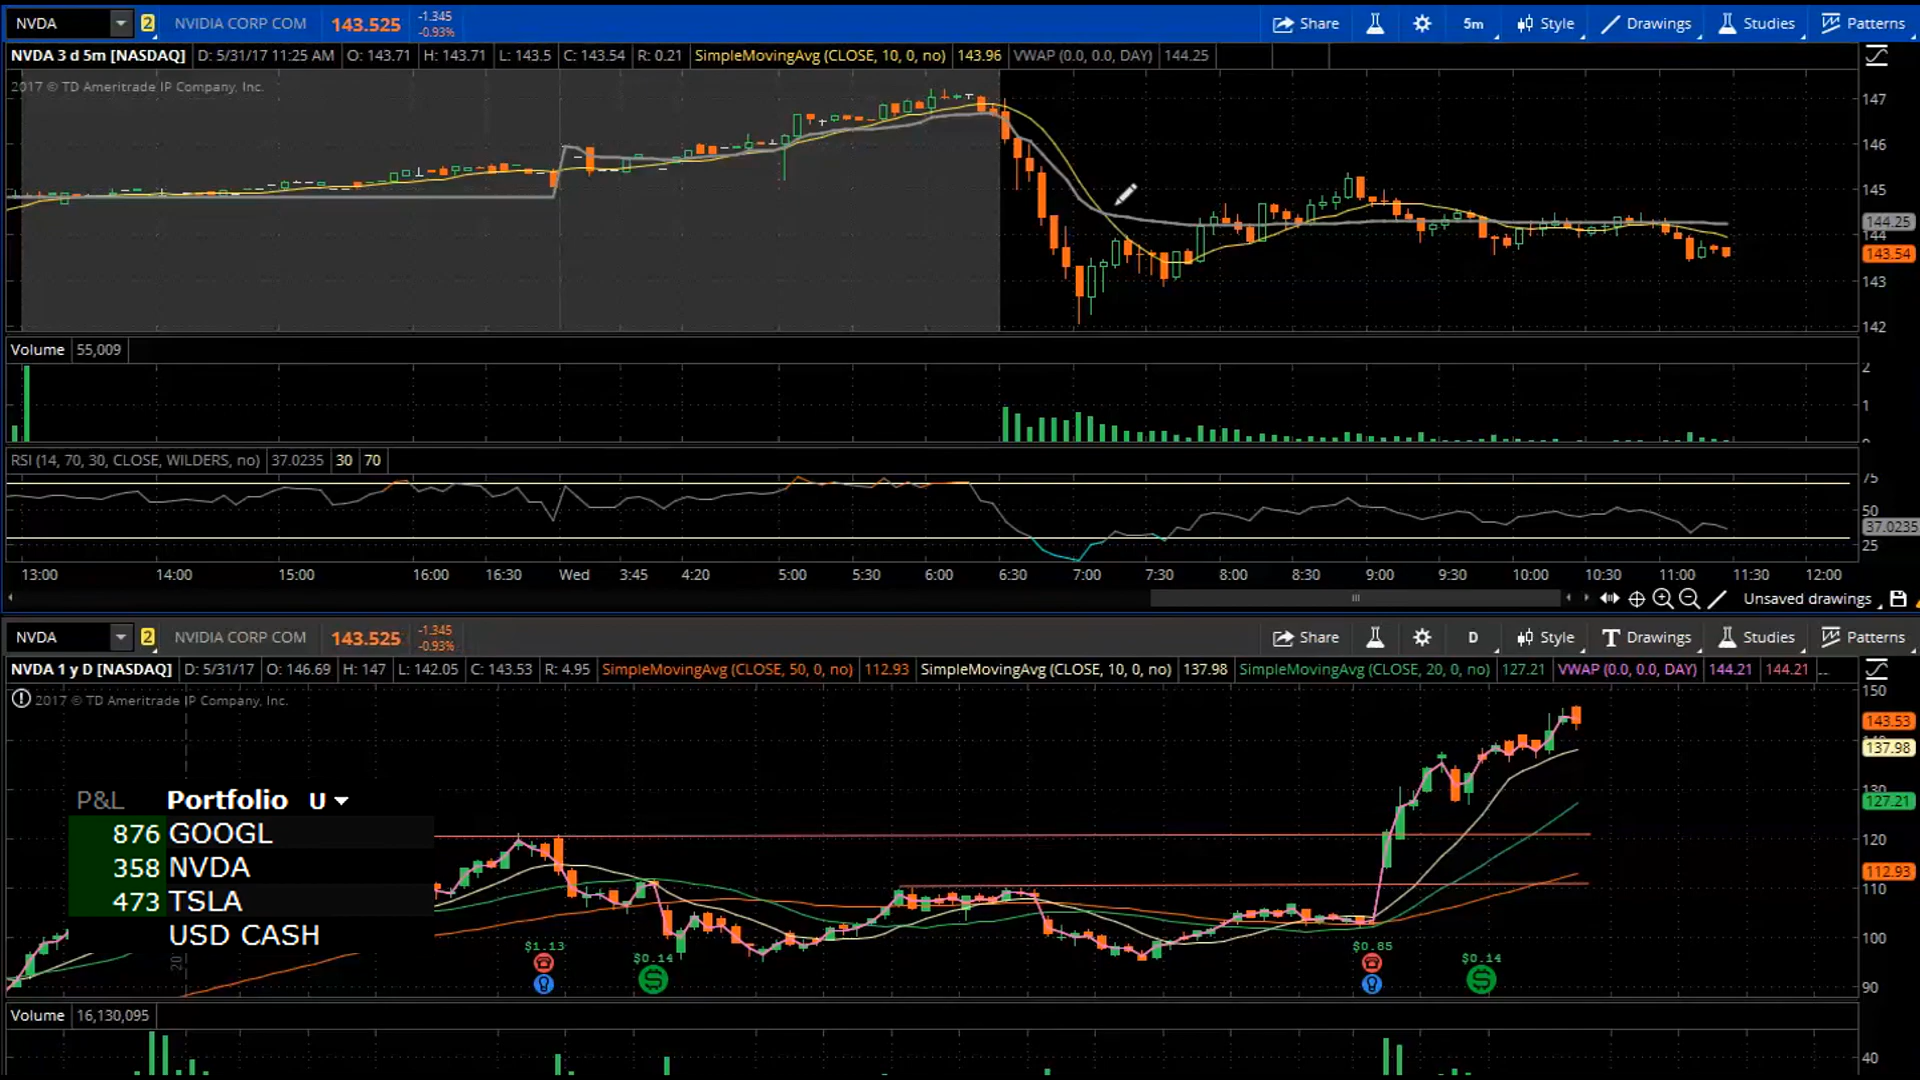 NVDA 2 NVIDIA CORP COM 143.525 -1.345 -0.93% Share 5m Style Drawings Studies Patterns
NVDA 3 d 5m [NASDAQ] D: 5/31/17 11:25 AM O: 143.71 H: 143.71 L: 143.5 C: 143.54 R: 0.21 SimpleMovingAvg (CLOSE, 10, 0, no) 143.96 VWAP (0.0, 0.0, DAY) 144.25
2017 © TD Ameritrade IP Company, Inc.
147
146
145
144.25
144
143.54
143
142
Volume 55,009
2
1
RSI (14, 70, 30, CLOSE, WILDERS, no) 37.0235 30 70
75
50
37.0235
25
13:00 14:00 15:00 16:00 16:30 Wed 3:45 4:20 5:00 5:30 6:00 6:30 7:00 7:30 8:00 8:30 9:00 9:30 10:00 10:30 11:00 11:30 12:00
Unsaved drawings
NVDA 2 NVIDIA CORP COM 143.525 -1.345 -0.93% Share D Style Drawings Studies Patterns
NVDA 1 y D [NASDAQ] D: 5/31/17 O: 146.69 H: 147 L: 142.05 C: 143.53 R: 4.95 SimpleMovingAvg (CLOSE, 50, 0, no) 112.93 SimpleMovingAvg (CLOSE, 10, 0, no) 137.98 SimpleMovingAvg (CLOSE, 20, 0, no) 127.21 VWAP (0.0, 0.0, DAY) 144.21 144.21 ...
2017 © TD Ameritrade IP Company, Inc.
150
143.53
137.98
130
127.21
120
112.93
110
100
90
P&L Portfolio U
876 GOOGL
358 NVDA
473 TSLA
USD CASH
20
$1.13 $0.14 $0.85 $0.14
Volume 16,130,095
40